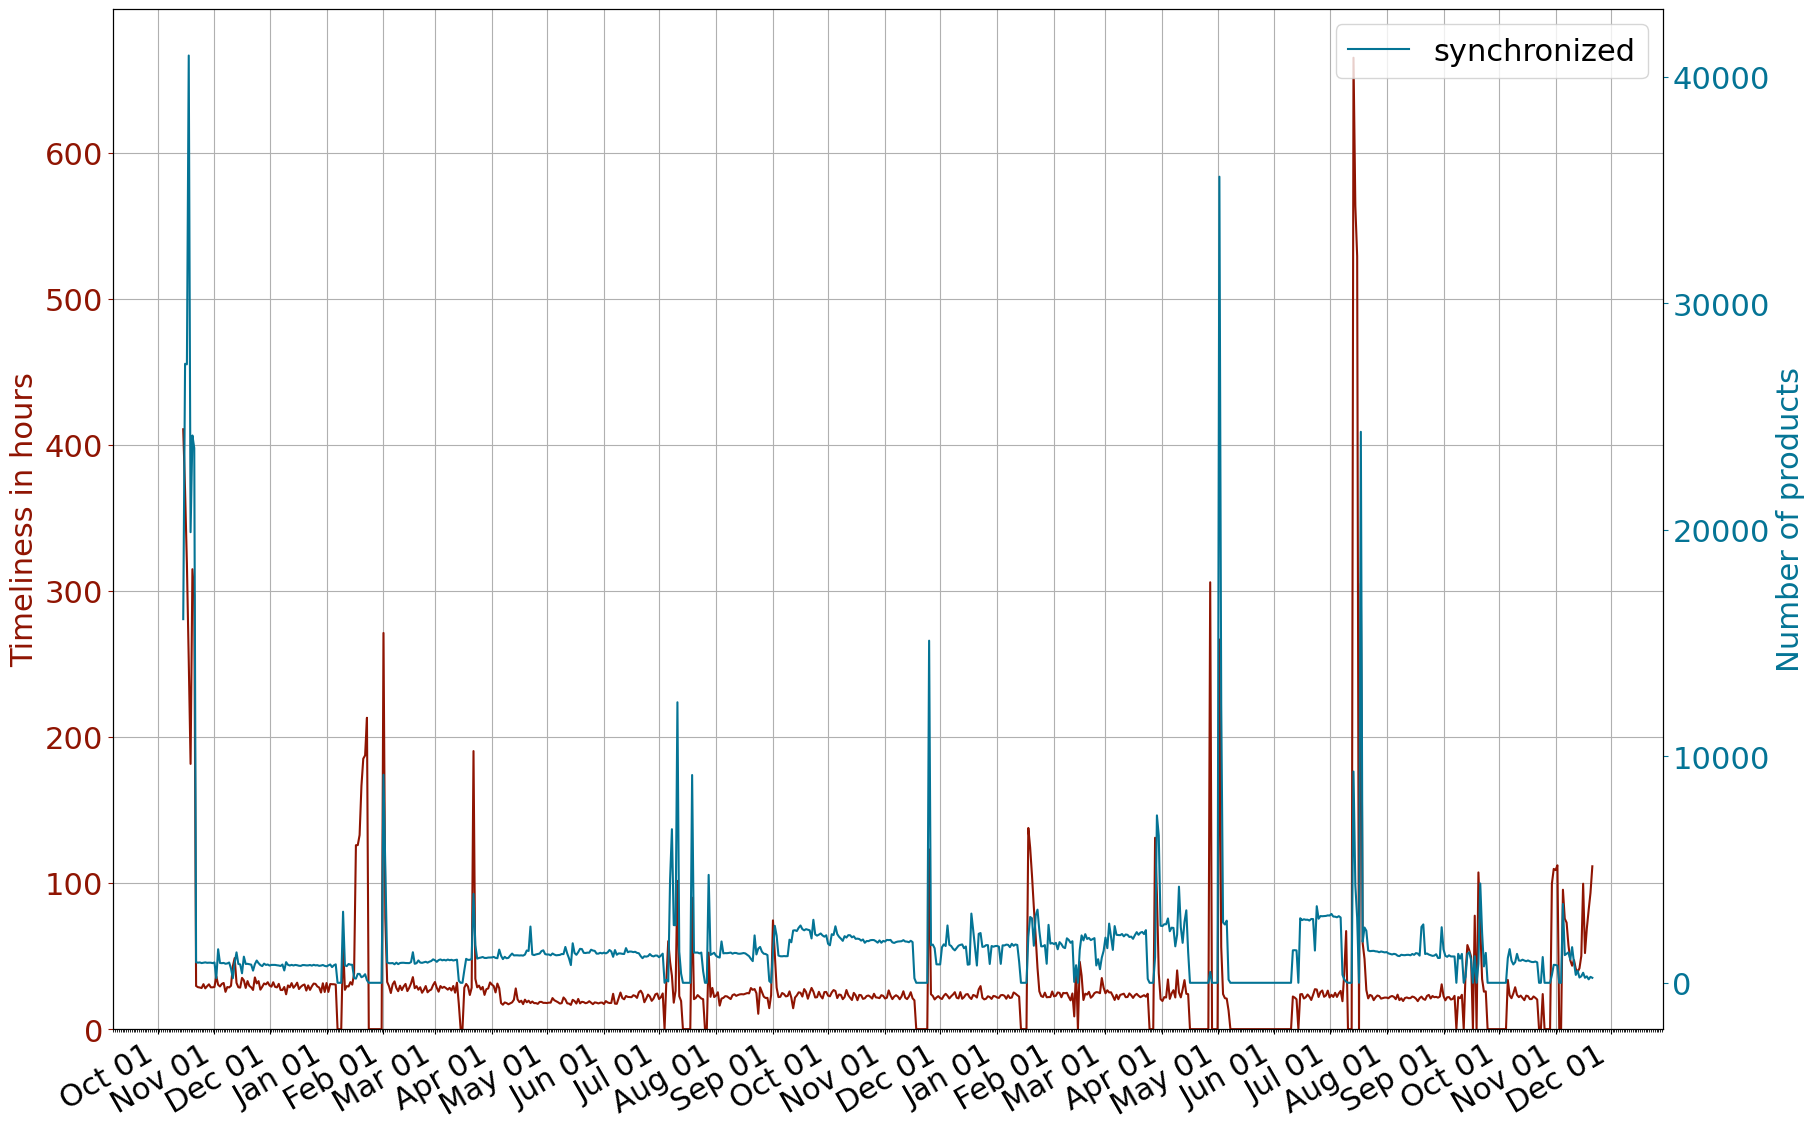 synchronized
Timeliness in hours
600
500
400
300
200
100
0
Number of products
40000
30000
20000
10000
0
Oct 01
Nov 01
Dec 01
Jan 01
Feb 01
Mar 01
Apr 01
May 01
Jun 01
Jul 01
Aug 01
Sep 01
Oct 01
Nov 01
Dec 01
Jan 01
Feb 01
Mar 01
Apr 01
May 01
Jun 01
Jul 01
Aug 01
Sep 01
Oct 01
Nov 01
Dec 01